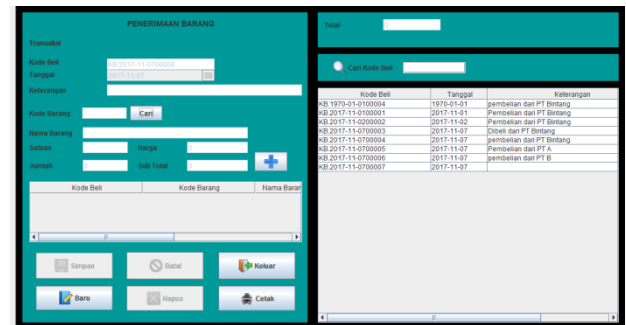 PENERIMAAN BARANG
Transaksi
Kode Beli KB.2017-11-0700008
Tanggal 2017-11-07
Keterangan
Kode Barang Cari
Nama Barang
Satuan Harga 0
Jumlah 0 Sub Total 0
Kode Beli Kode Barang Nama Baran
Simpan Batal Keluar
Baru Hapus Cetak
Total 0
Cari Kode Beli
Kode Beli Tanggal Keterangan
KB.1970-01-0100004 1970-01-01 pembelian dari PT Bintang
KB.2017-11-0100001 2017-11-01 Pembelian dari PT Bintang
KB.2017-11-0200002 2017-11-02 Pembelian dari PT Bintang
KB.2017-11-0700003 2017-11-07 Dibeli dari PT Bintang
KB.2017-11-0700004 2017-11-07 pembelian dari PT Bintang
KB.2017-11-0700005 2017-11-07 Pembelian dari PT A
KB.2017-11-0700006 2017-11-07 pembelian dari PT B
KB.2017-11-0700007 2017-11-07